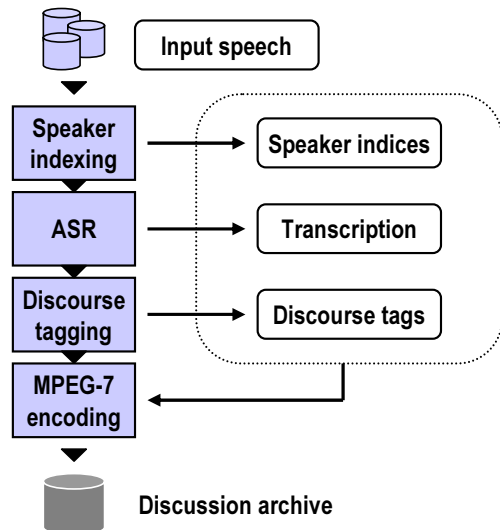 Input speech
Speaker
indexing
Speaker indices
ASR
Transcription
Discourse
tagging
Discourse tags
MPEG-7
encoding
Discussion archive